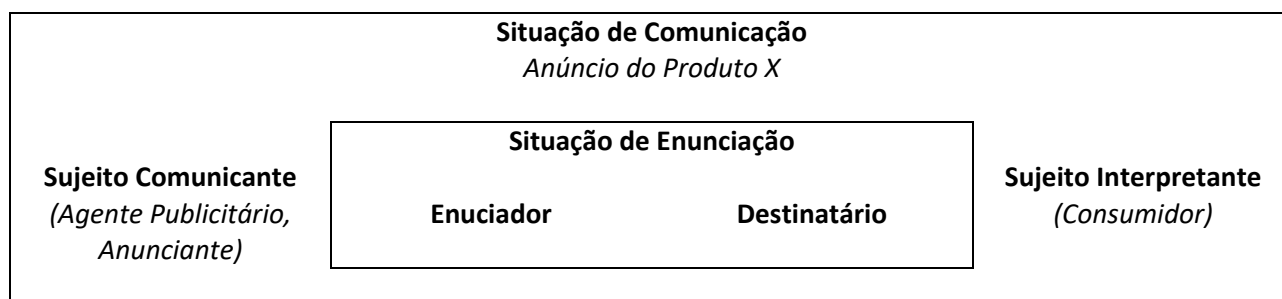 Situação de Comunicação
Anúncio do Produto X
Situação de Enunciação
Sujeito Comunicante
(Agente Publicitário,
Anunciante)
Enuciador
Destinatário
Sujeito Interpretante
(Consumidor)